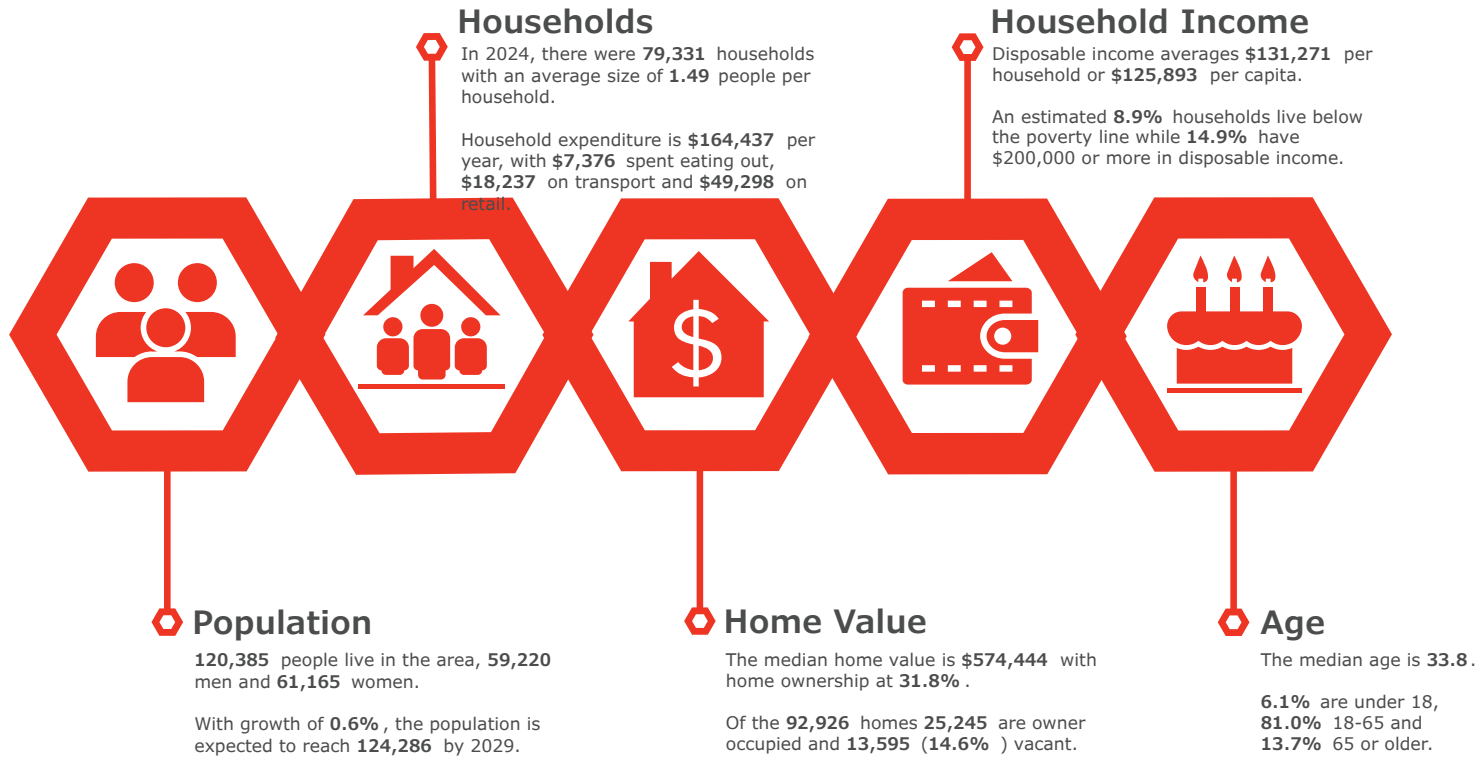 Households
In 2024, there were 79,331 households
with an average size of 1.49 people per
household.
Household expenditure is $164,437 per
year, with $7,376 spent eating out,
$18,237 on transport and $49,298 on
retail.
Household Income
Disposable income averages $131,271 per
household or $125,893 per capita.
An estimated 8.9% households live below
the poverty line while 14.9% have
$200,000 or more in disposable income.
$
Population
120,385 people live in the area, 59,220
men and 61,165 women.
With growth of 0.6% , the population is
expected to reach 124,286 by 2029.
Home Value
The median home value is $574,444 with
home ownership at 31.8% .
Of the 92,926 homes 25,245 are owner
occupied and 13,595 (14.6% ) vacant.
Age
The median age is 33.8 .
6.1% are under 18,
81.0% 18-65 and
13.7% 65 or older.